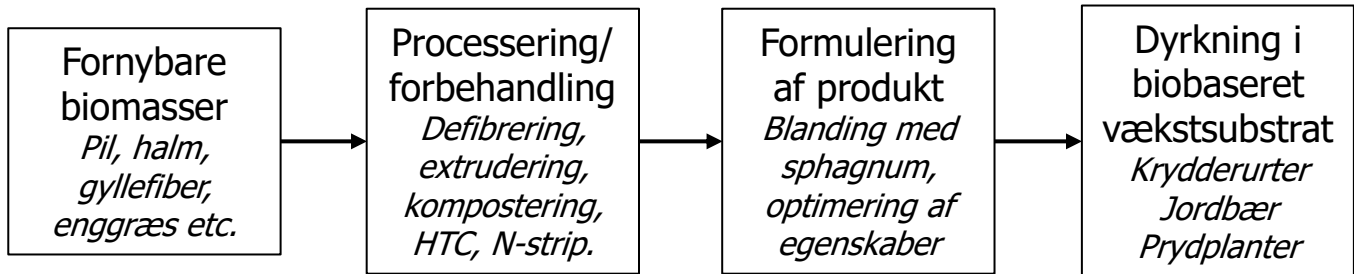 Fornybare
biomasser
Pil, halm,
gyllefiber,
enggræs etc.
Processering/
forbehandling
Defibrering,
extrudering,
kompostering,
HTC, N-strip.
Formulering
af produkt
Blanding med
sphagnum,
optimering af
egenskaber
Dyrkning i
biobaseret
vækstsubstrat
Krydderurter
Jordbær
Prydplanter